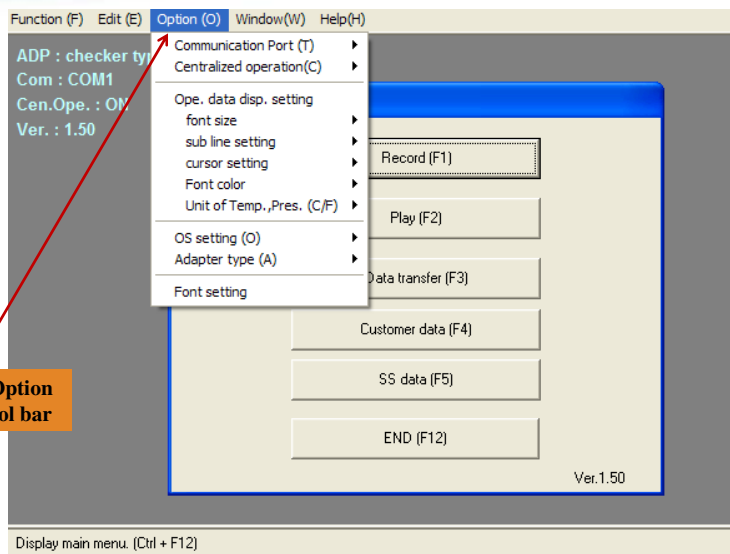 Function (F) Edit (E) Option (O) Window(W) Help(H)
ADP : checker
Com : COM1
Cen.Ope. : ON
Ver. : 1.50
Communication Port (T)
Centralized operation(C)
Ope. data disp. setting
font size
sub line setting
cursor setting
Font color
Unit of Temp.,Pres. (C/F)
OS setting (O)
Adapter type (A)
Font setting
Record (F1)
Play (F2)
Data transfer (F3)
Customer data (F4)
SS data (F5)
END (F12)
Ver.1.50
Option
bar
Display main menu. (Ctrl + F12)